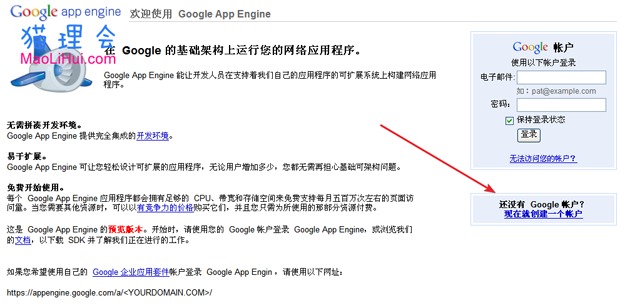 Google app engine 欢迎使用 Google App Engine
猫理会
MaoLiHui.com
在 Google 的基础架构上运行您的网络应用程序。
Google App Engine 能让开发人员在支持着我们自己的应用程序的可扩展系统上构建网络应用
程序。
无需拼凑开发环境。
Google App Engine 提供完全集成的开发环境。
易于扩展。
Google App Engine 可让您轻松设计可扩展的应用程序，无论用户增加多少，您都无需再担心基础可架构问题。
免费开始使用。
每个 Google App Engine 应用程序都会拥有足够的 CPU、带宽和存储空间来免费支持每月五百万次左右的页面访
问量。当您需要其他资源时，可以以有竞争力的价格购买它们，并且您只需为所使用的那部分资源付费。
这是 Google App Engine 的预览版本。开始时，请使用您的 Google 帐户登录 Google App Engine，或浏览我
们的文档，以下载 SDK 并了解我们正在进行的工作。
如果您希望使用自己的 Google 企业应用套件帐户登录 Google App Engin，请使用以下网址：
https://appengine.google.com/a/<YOURDOMAIN.COM>/
Google 帐户
使用以下帐户登录
电子邮件:
如：pat@example.com
密码:
保持登录状态
登录
无法访问您的帐户？
还没有 Google 帐户？
现在就创建一个帐户